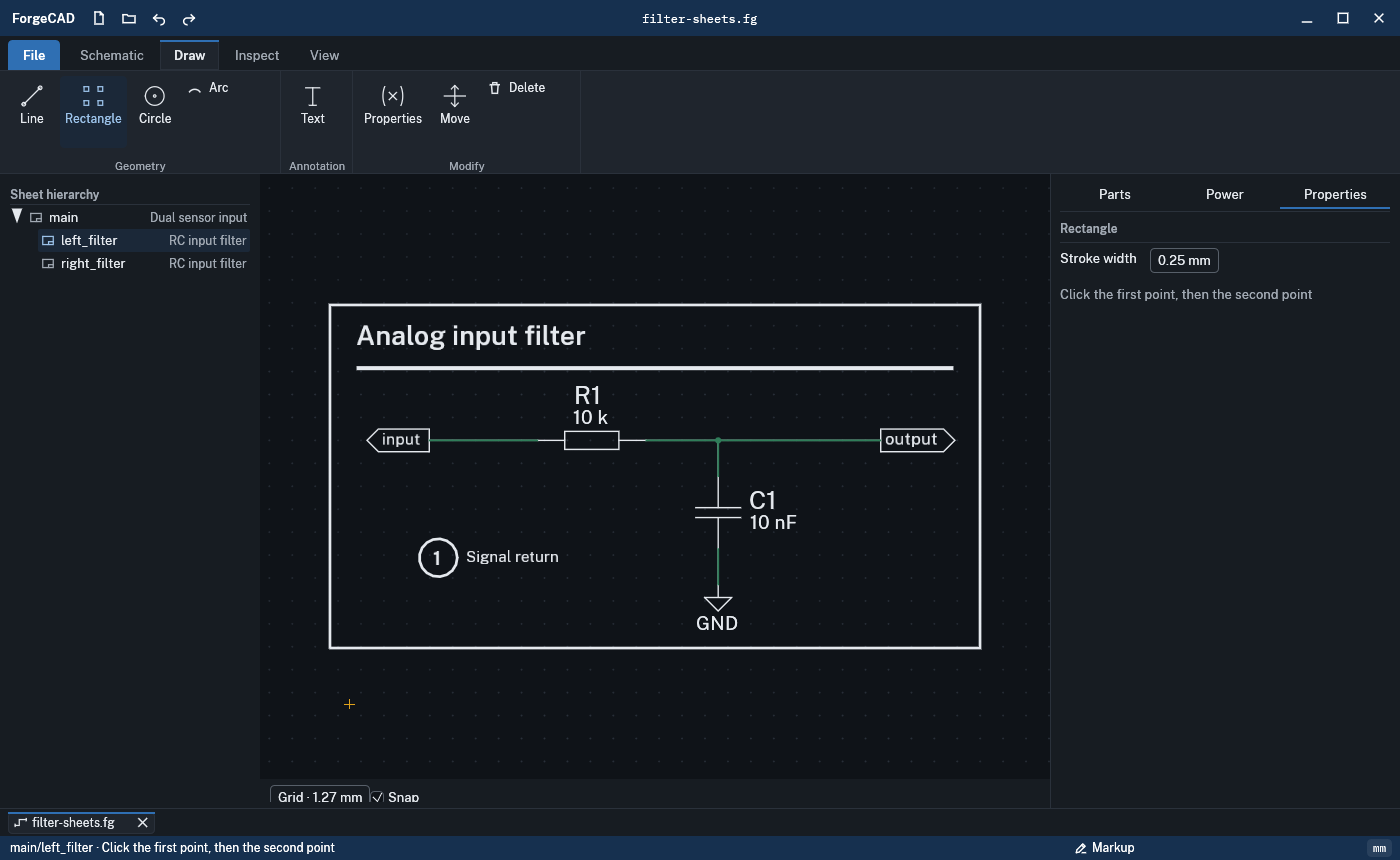 ForgeCAD
filter-sheets.fg
File Schematic Draw Inspect View
Line Rectangle Circle Arc Text Properties Move Delete
Geometry Annotation Modify
Sheet hierarchy
main Dual sensor input
left_filter RC input filter
right_filter RC input filter
Parts Power Properties
Rectangle
Stroke width 0.25 mm
Click the first point, then the second point
Analog input filter
R1
10 k
input
output
C1
10 nF
1 Signal return
GND
Grid · 1.27 mm Snap
filter-sheets.fg
main/left_filter · Click the first point, then the second point Markup mm